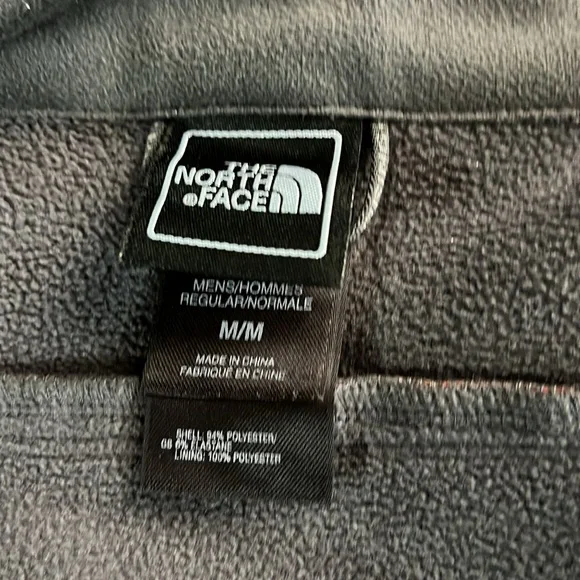 THE
NORTH
FACE
MENS/HOMMES
REGULAR/NORMALE
M/M
MADE IN CHINA
FABRIQUÉ EN CHINE
SHELL: 94% POLYESTER/
GB 6% ELASTANE
LINING: 100% POLYESTER